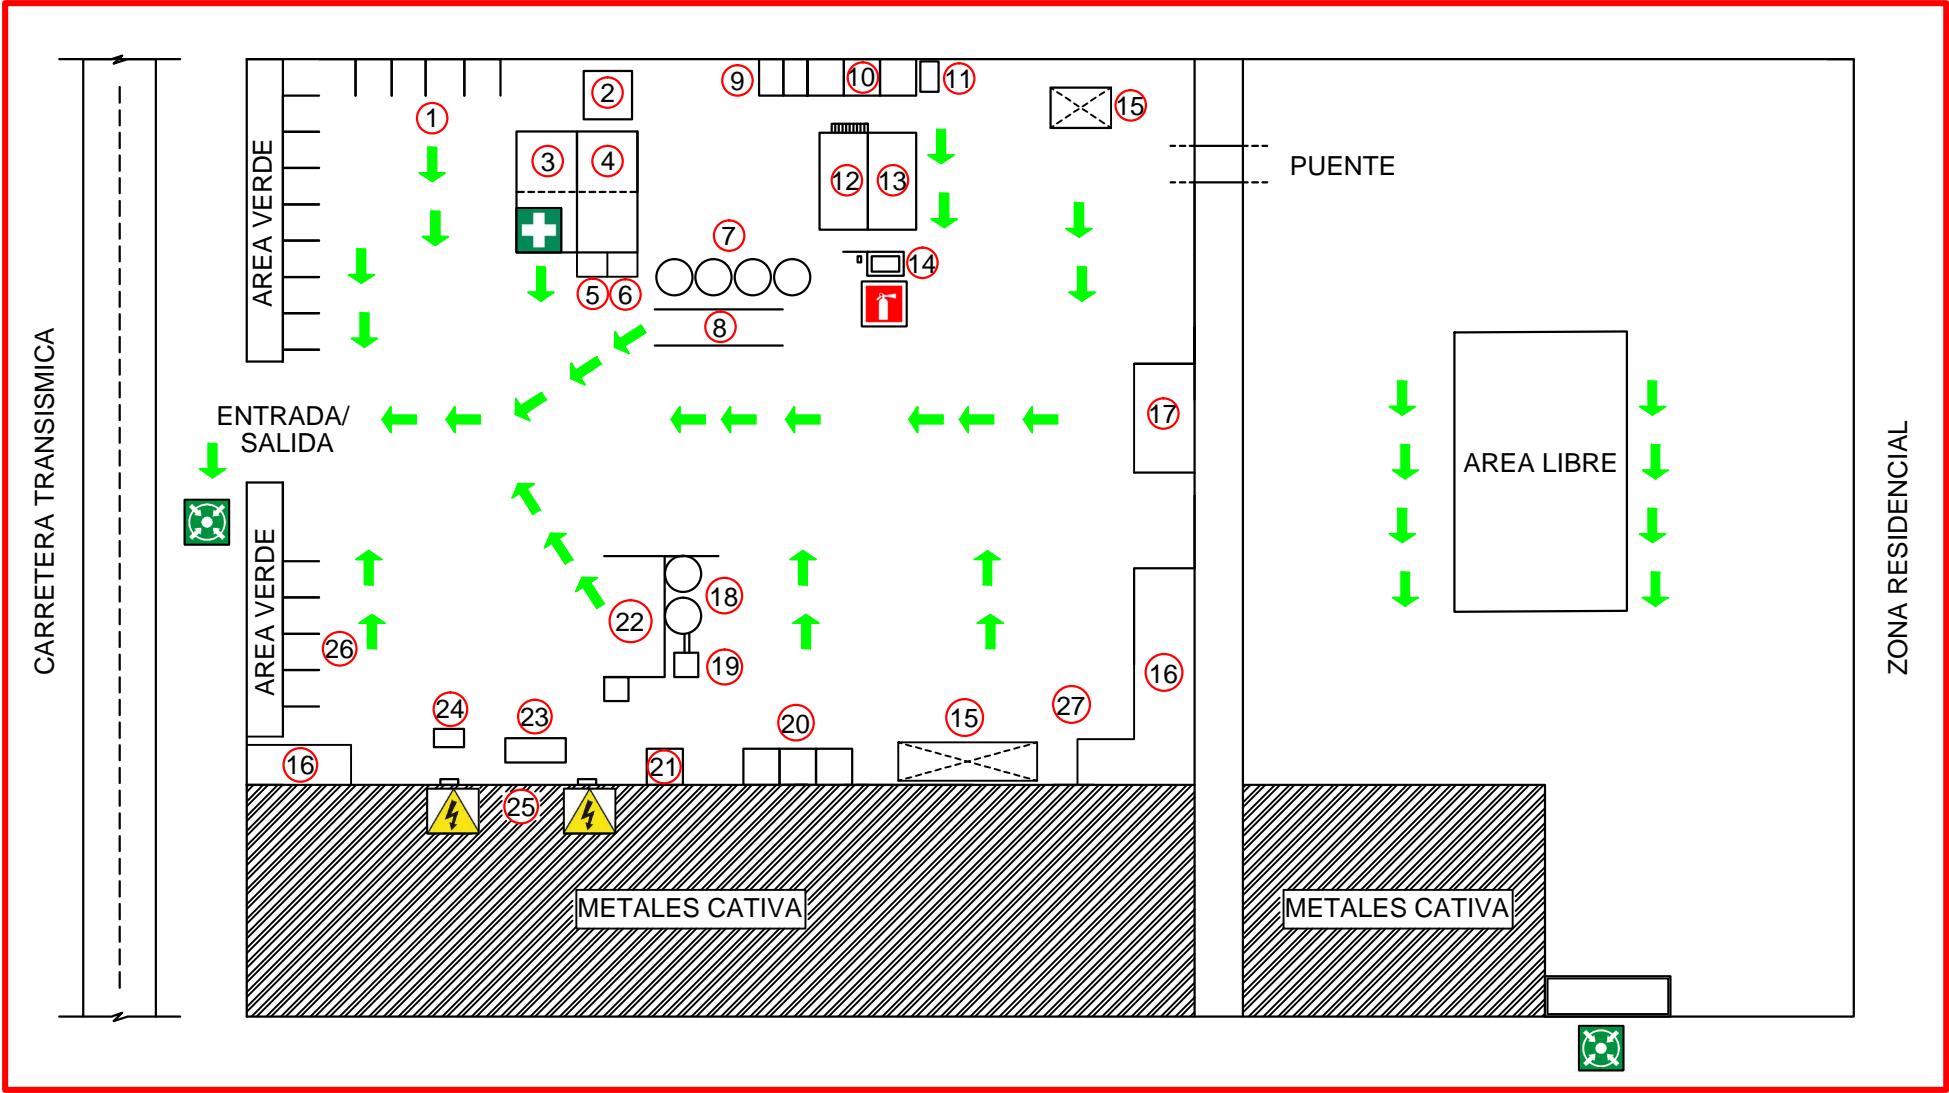 CARRETERA TRANSISMICA
AREA VERDE
1
2
3
4
5
6
7
8
9
10
11
12
13
14
15
PUENTE
ENTRADA/
SALIDA
17
AREA LIBRE
ZONA RESIDENCIAL
AREA VERDE
26
22
18
19
16
27
24
23
20
15
16
21
25
METALES CATIVA
METALES CATIVA